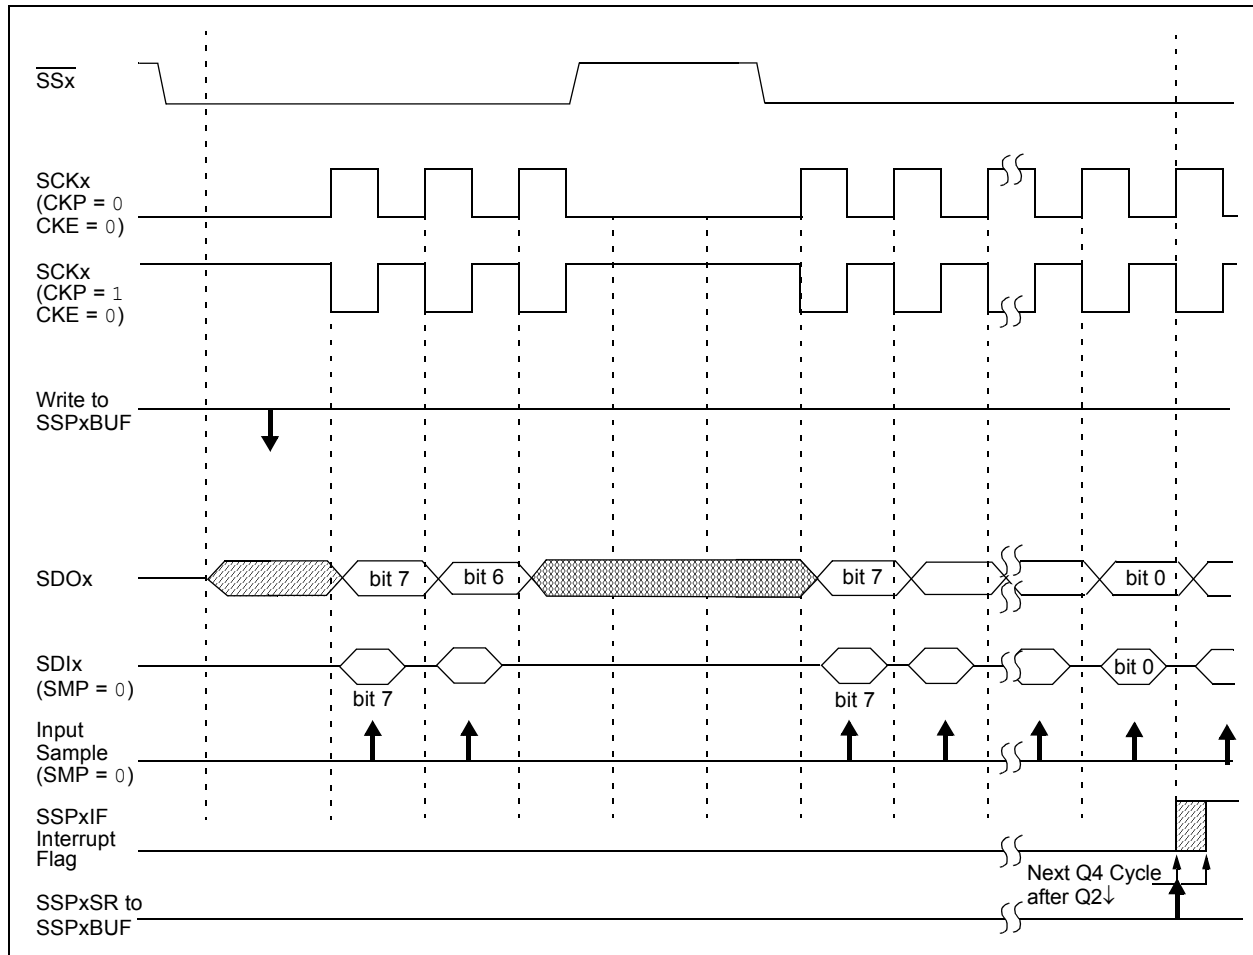 SSx
SCKx
(CKP = 0
CKE = 0)
SCKx
(CKP = 1
CKE = 0)
Write to
SSPxBUF
SDOx
bit 7
bit 6
bit 7
bit 0
SDIx
(SMP = 0)
bit 7
bit 7
bit 0
Input
Sample
(SMP = 0)
SSPxIF
Interrupt
Flag
Next Q4 Cycle
after Q2↓
SSPxSR to
SSPxBUF